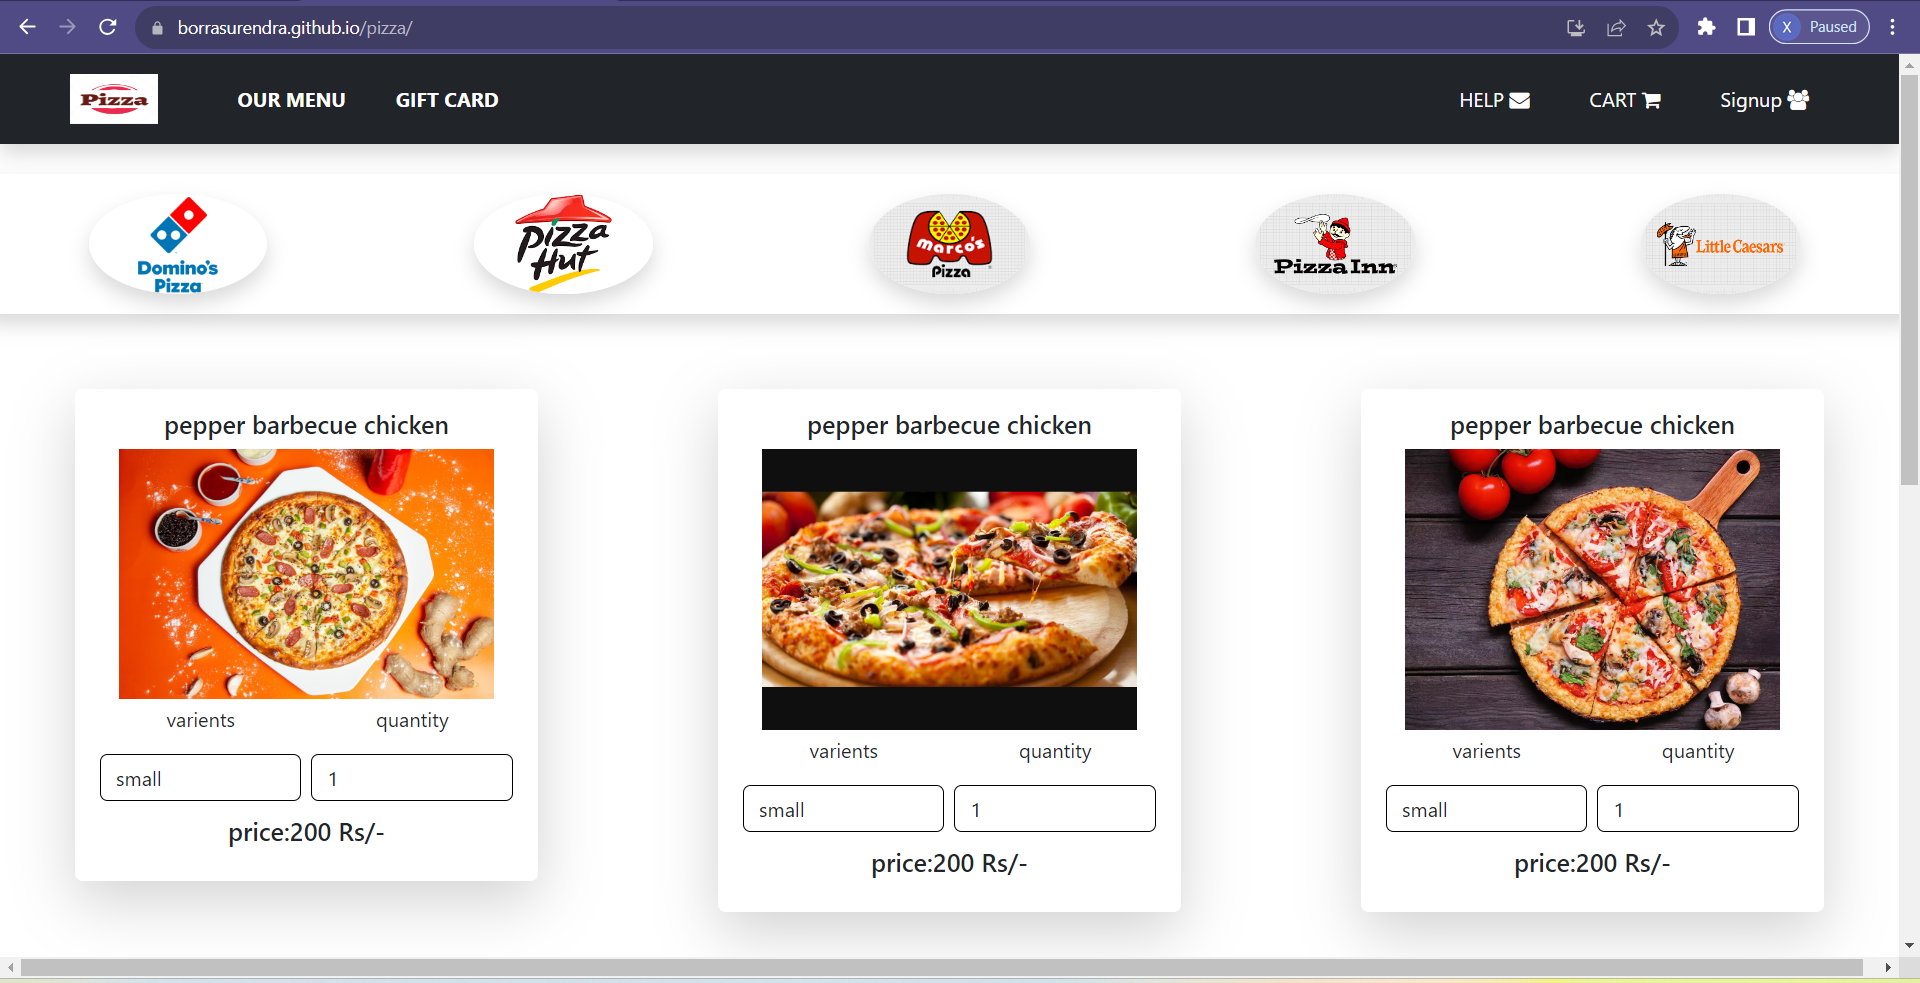 borrasurendra.github.io/pizza/
X Paused
Pizza OUR MENU GIFT CARD HELP CART Signup
Domino's
Pizza
Pizza
Hut
Marco's
Pizza
Pizza Inn
Little Caesars
pepper barbecue chicken
varients quantity
small 1
price:200 Rs/-
pepper barbecue chicken
varients quantity
small 1
price:200 Rs/-
pepper barbecue chicken
varients quantity
small 1
price:200 Rs/-